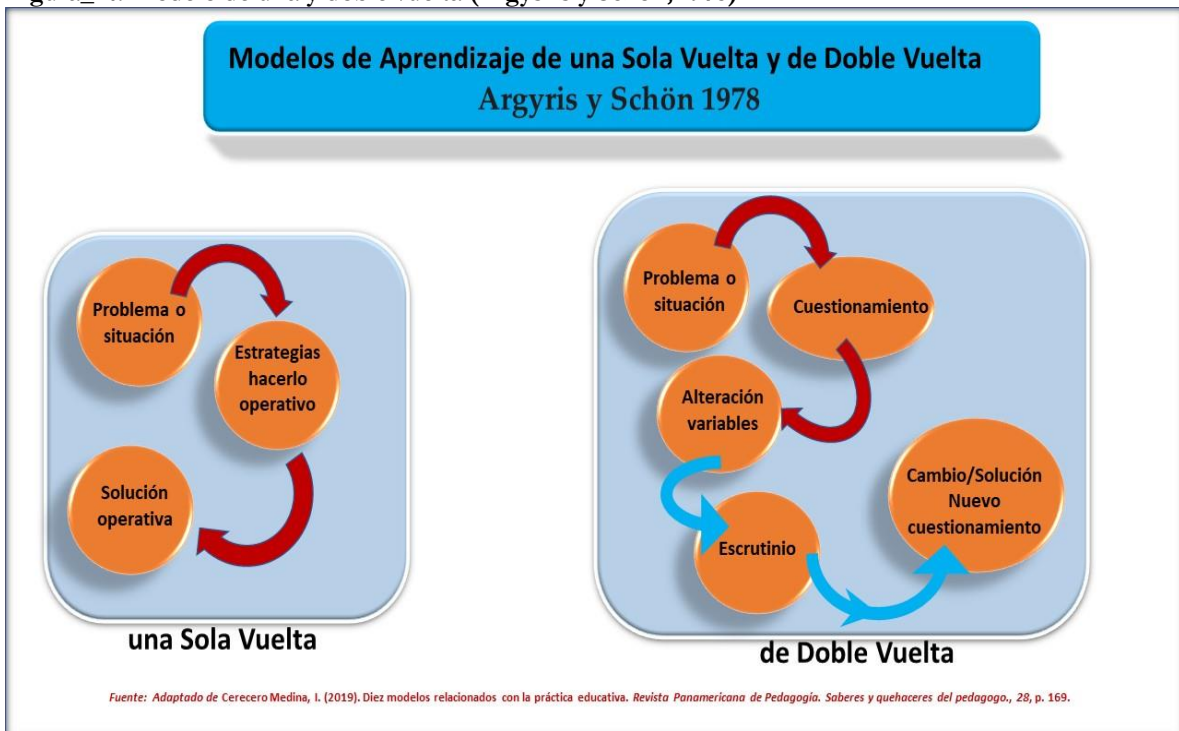 Modelos de Aprendizaje de una Sola Vuelta y de Doble Vuelta
Argyris y Schön 1978
Problema o
situación
Estrategias
hacerlo
operativo
Solución
operativa
una Sola Vuelta
Problema o
situación
Cuestionamiento
Alteración
variables
Escrutinio
Cambio/Solución
Nuevo
cuestionamiento
de Doble Vuelta
Fuente: Adaptado de Cerecero Medina, I. (2019). Diez modelos relacionados con la práctica educativa. Revista Panamericana de Pedagogía. Saberes y quehaceres del pedagogo., 28, p. 169.